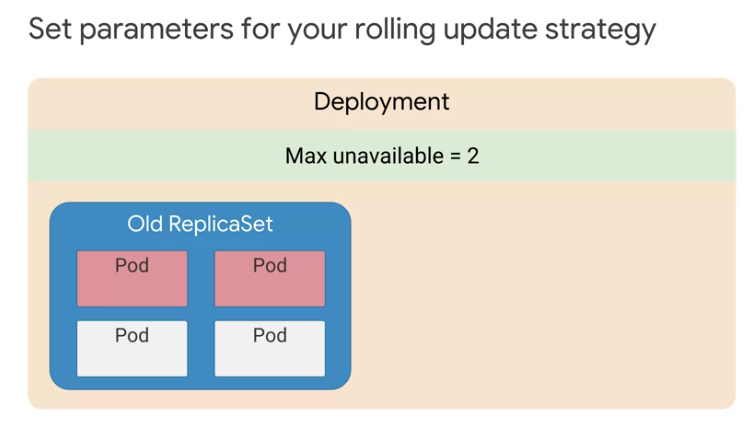 Set parameters for your rolling update strategy
Deployment
Max unavailable = 2
Old ReplicaSet
Pod Pod
Pod Pod